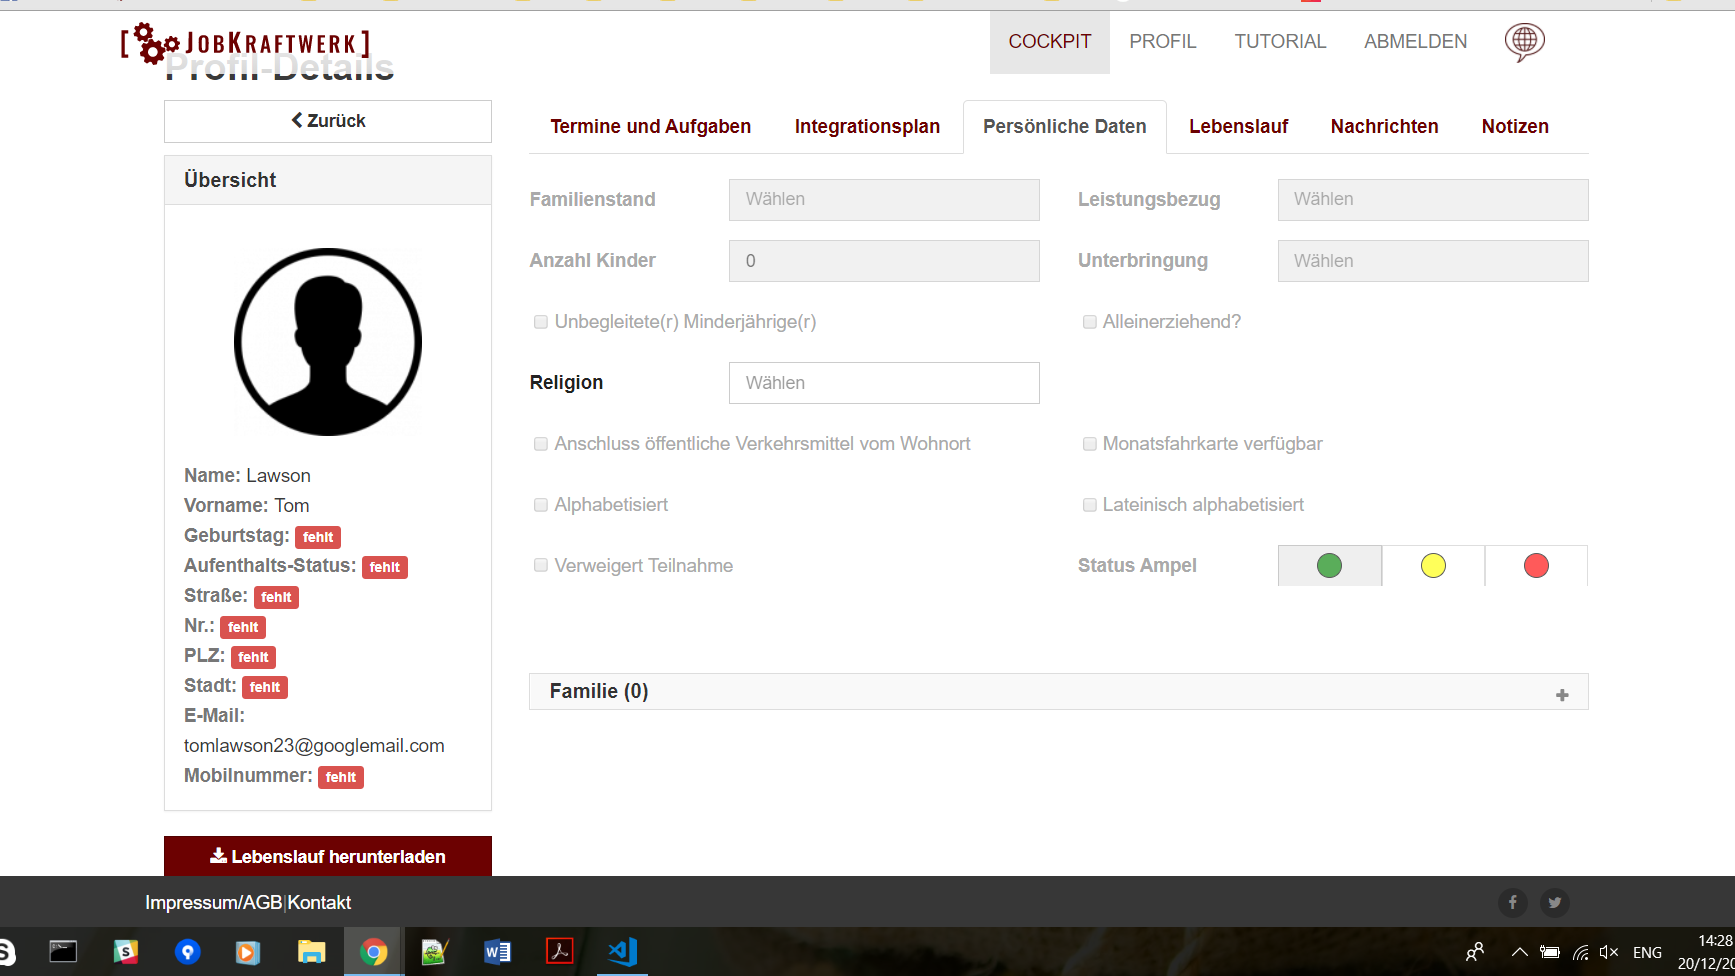 [JOBKRAFTWERK]
COCKPIT PROFIL TUTORIAL ABMELDEN
Profil-Details
Zurück
Termine und Aufgaben Integrationsplan Persönliche Daten Lebenslauf Nachrichten Notizen
Übersicht
Name: Lawson
Vorname: Tom
Geburtstag: fehlt
Aufenthalts-Status: fehlt
Straße: fehlt
Nr.: fehlt
PLZ: fehlt
Stadt: fehlt
E-Mail:
tomlawson23@googlemail.com
Mobilnummer: fehlt
Lebenslauf herunterladen
Familienstand Wählen Leistungsbezug Wählen
Anzahl Kinder 0 Unterbringung Wählen
Unbegleitete(r) Minderjährige(r) Alleinerziehend?
Religion Wählen
Anschluss öffentliche Verkehrsmittel vom Wohnort Monatsfahrkarte verfügbar
Alphabetisiert Lateinisch alphabetisiert
Verweigert Teilnahme Status Ampel
Familie (0)
Impressum/AGB|Kontakt
ENG
14:28
20/12/20